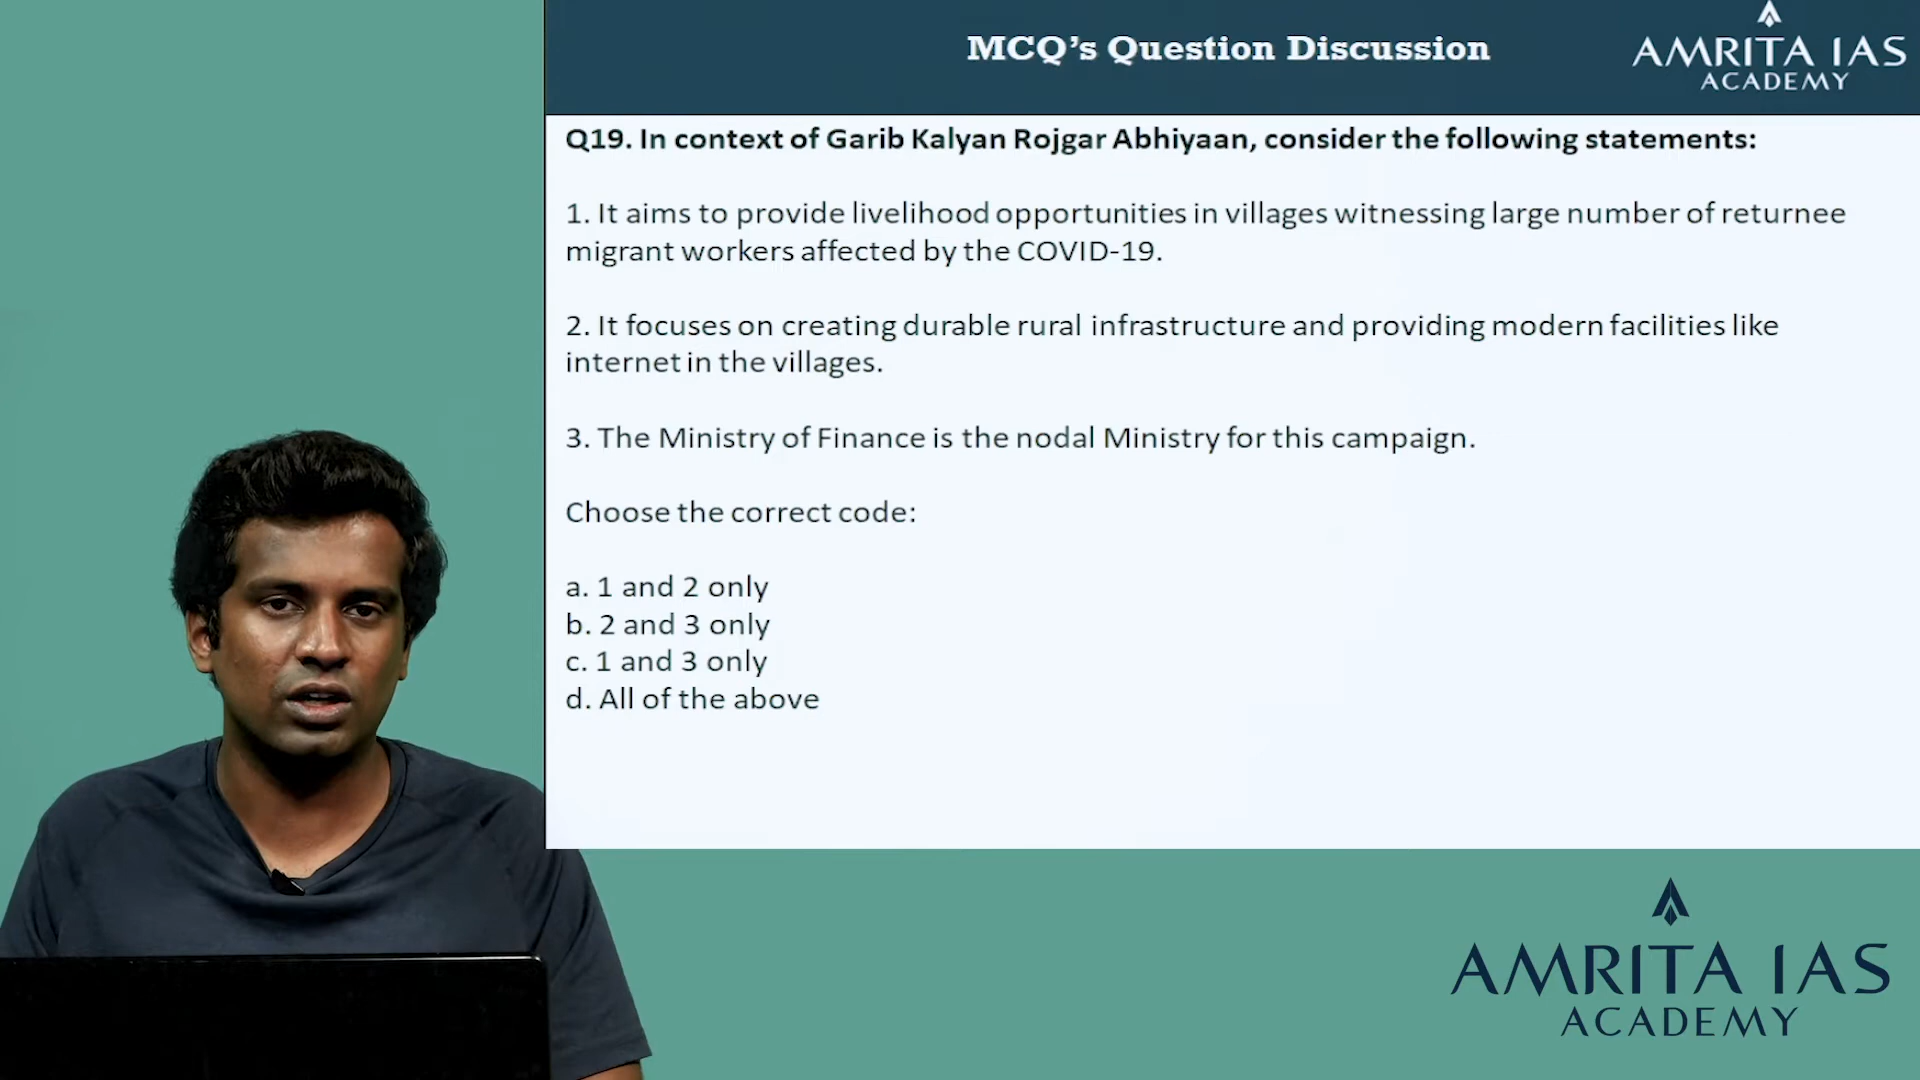 MCQ's Question Discussion
AMRITA IAS
ACADEMY
Q19. In context of Garib Kalyan Rojgar Abhiyaan, consider the following statements:
1. It aims to provide livelihood opportunities in villages witnessing large number of returnee
migrant workers affected by the COVID-19.
2. It focuses on creating durable rural infrastructure and providing modern facilities like
internet in the villages.
3. The Ministry of Finance is the nodal Ministry for this campaign.
Choose the correct code:
a. 1 and 2 only
b. 2 and 3 only
c. 1 and 3 only
d. All of the above
AMRITA IAS
ACADEMY